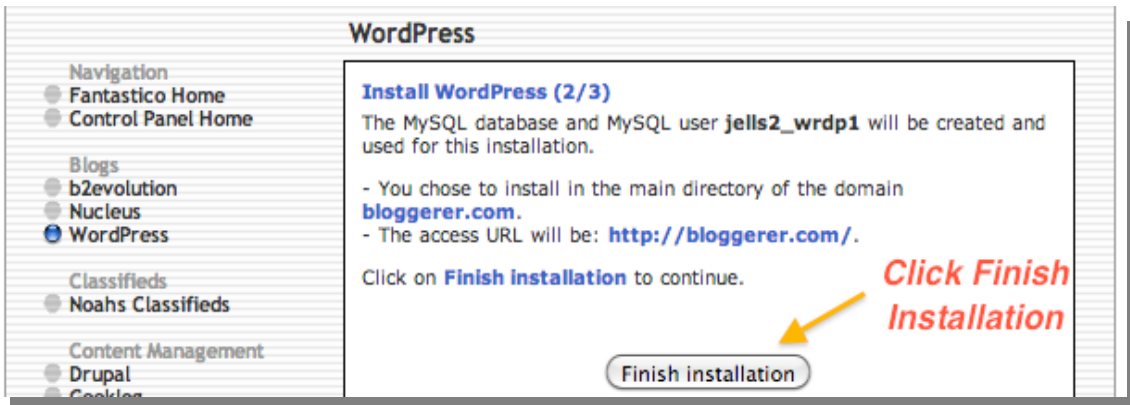 WordPress
Navigation
Fantastico Home
Control Panel Home
Blogs
b2evolution
Nucleus
WordPress
Classifieds
Noahs Classifieds
Content Management
Drupal
Install WordPress (2/3)
The MySQL database and MySQL user jells2_wrdp1 will be created and
used for this installation.
- You chose to install in the main directory of the domain
bloggerer.com.
- The access URL will be: http://bloggerer.com/.
Click on Finish installation to continue.
Click Finish
Installation
Finish installation